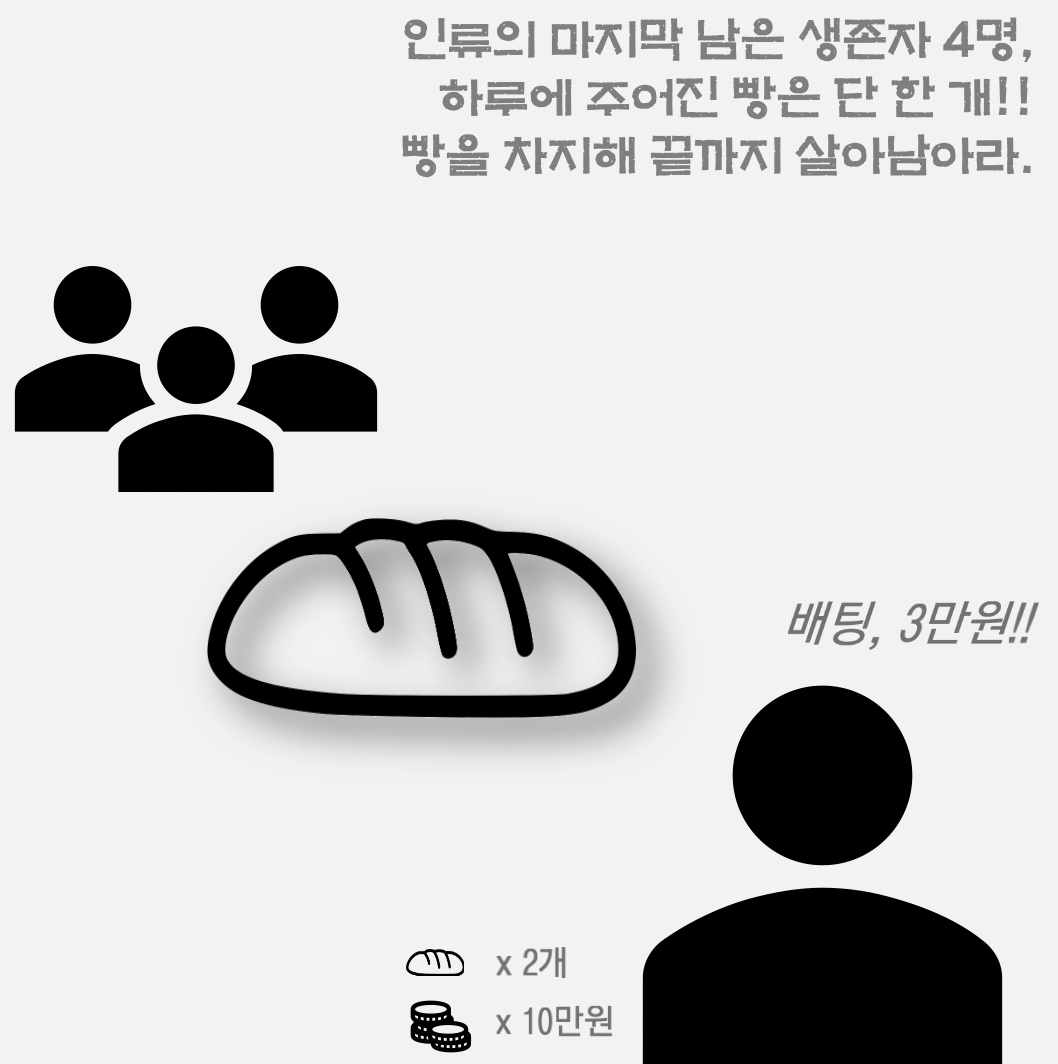 인류의 마지막 남은 생존자 4명,
하루에 주어진 빵은 단 한 개!!
빵을 차지해 끝까지 살아남아라.
배팅, 3만원!!
x 2개
x 10만원